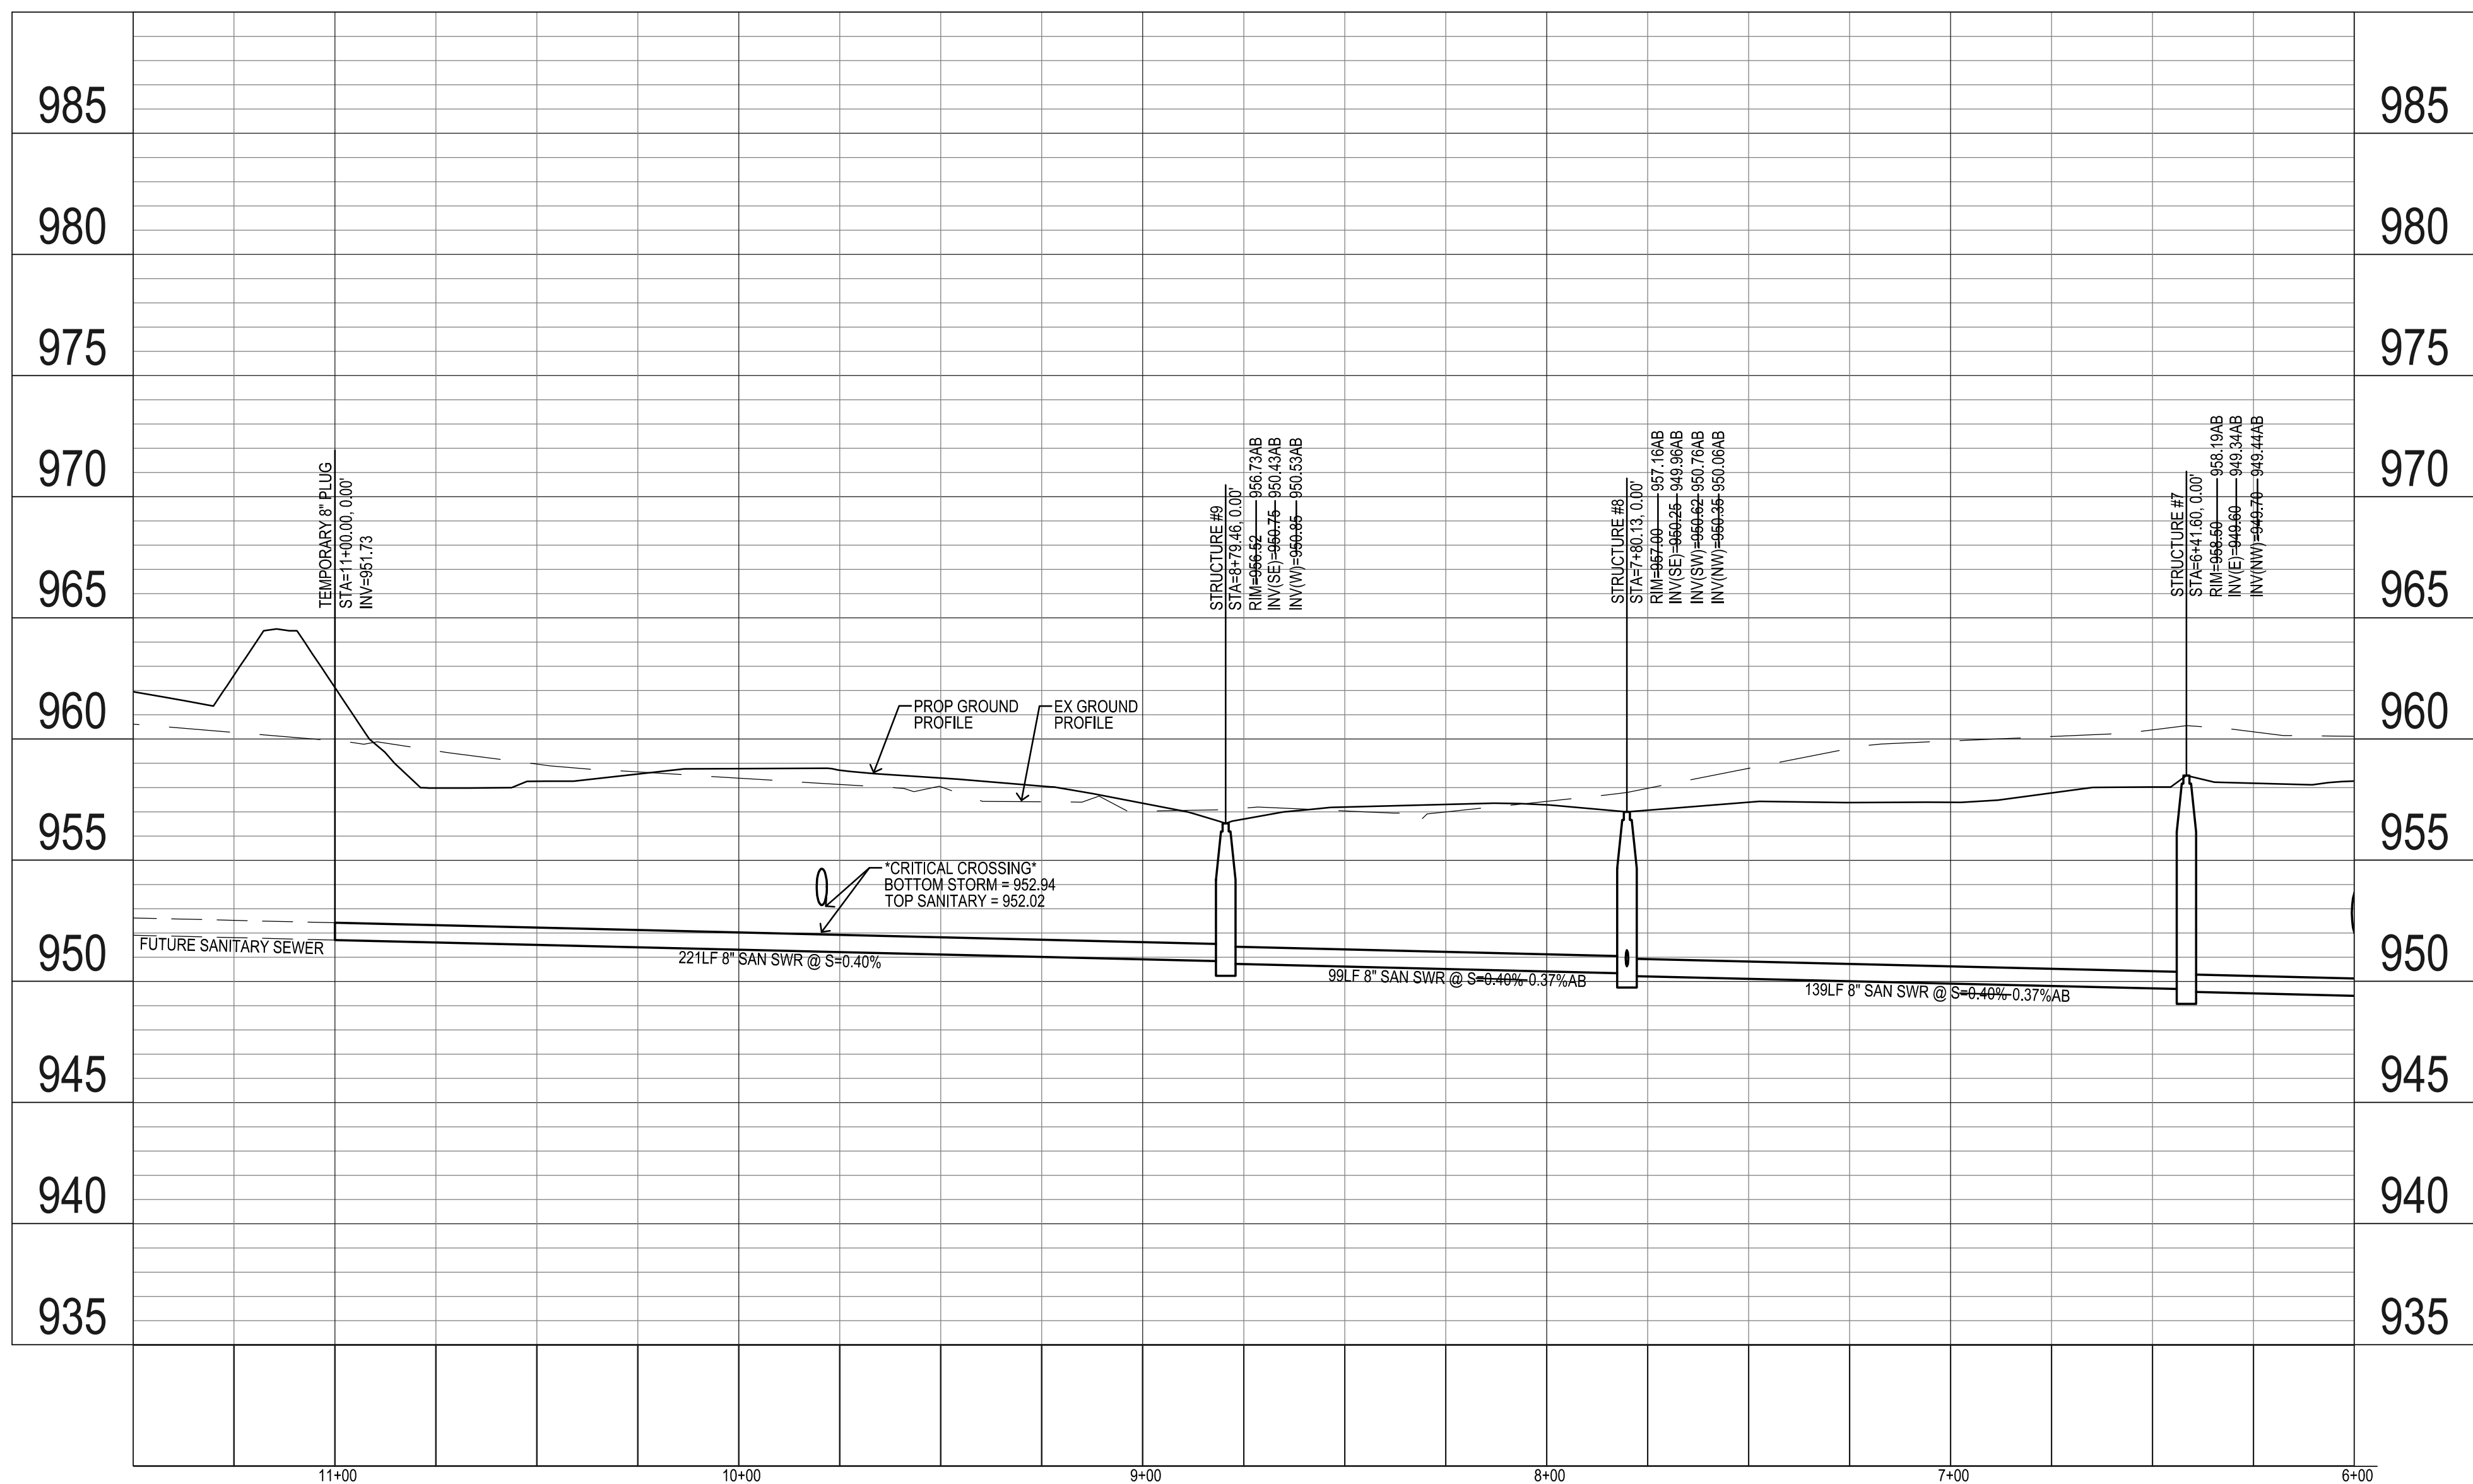 985
985
980
980
975
975
970
970
965
965
960
960
955
955
950
950
945
945
940
940
935
935
TEMPORARY 8" PLUG
STA=11+00.00, 0.00'
INV=951.73
STRUCTURE #9
STA=8+79.46, 0.00'
RIM=956.52 956.73AB
INV(SE)=950.75 950.43AB
INV(W)=950.85 950.53AB
STRUCTURE #8
STA=7+80.13, 0.00'
RIM=957.00 957.16AB
INV(SE)=950.25 949.96AB
INV(SW)=950.62 950.76AB
INV(NW)=950.35 950.06AB
STRUCTURE #7
STA=6+41.60, 0.00'
RIM=958.50 958.19AB
INV(E)=949.60 949.34AB
INV(NW)=949.70 949.44AB
PROP GROUND
PROFILE
EX GROUND
PROFILE
*CRITICAL CROSSING*
BOTTOM STORM = 952.94
TOP SANITARY = 952.02
FUTURE SANITARY SEWER
221LF 8" SAN SWR @ S=0.40%
99LF 8" SAN SWR @ S=0.40% 0.37%AB
139LF 8" SAN SWR @ S=0.40% 0.37%AB
11+00
10+00
9+00
8+00
7+00
6+00